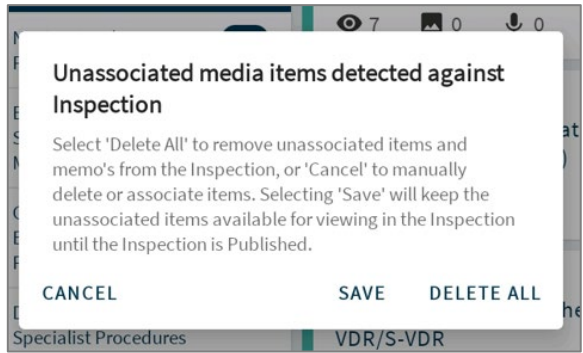 7 0 0
Unassociated media items detected against
Inspection
Select 'Delete All' to remove unassociated items and
memo's from the Inspection, or 'Cancel' to manually
delete or associate items. Selecting 'Save' will keep the
unassociated items available for viewing in the Inspection
until the Inspection is Published.
CANCEL SAVE DELETE ALL
Specialist Procedures
VDR/S-VDR